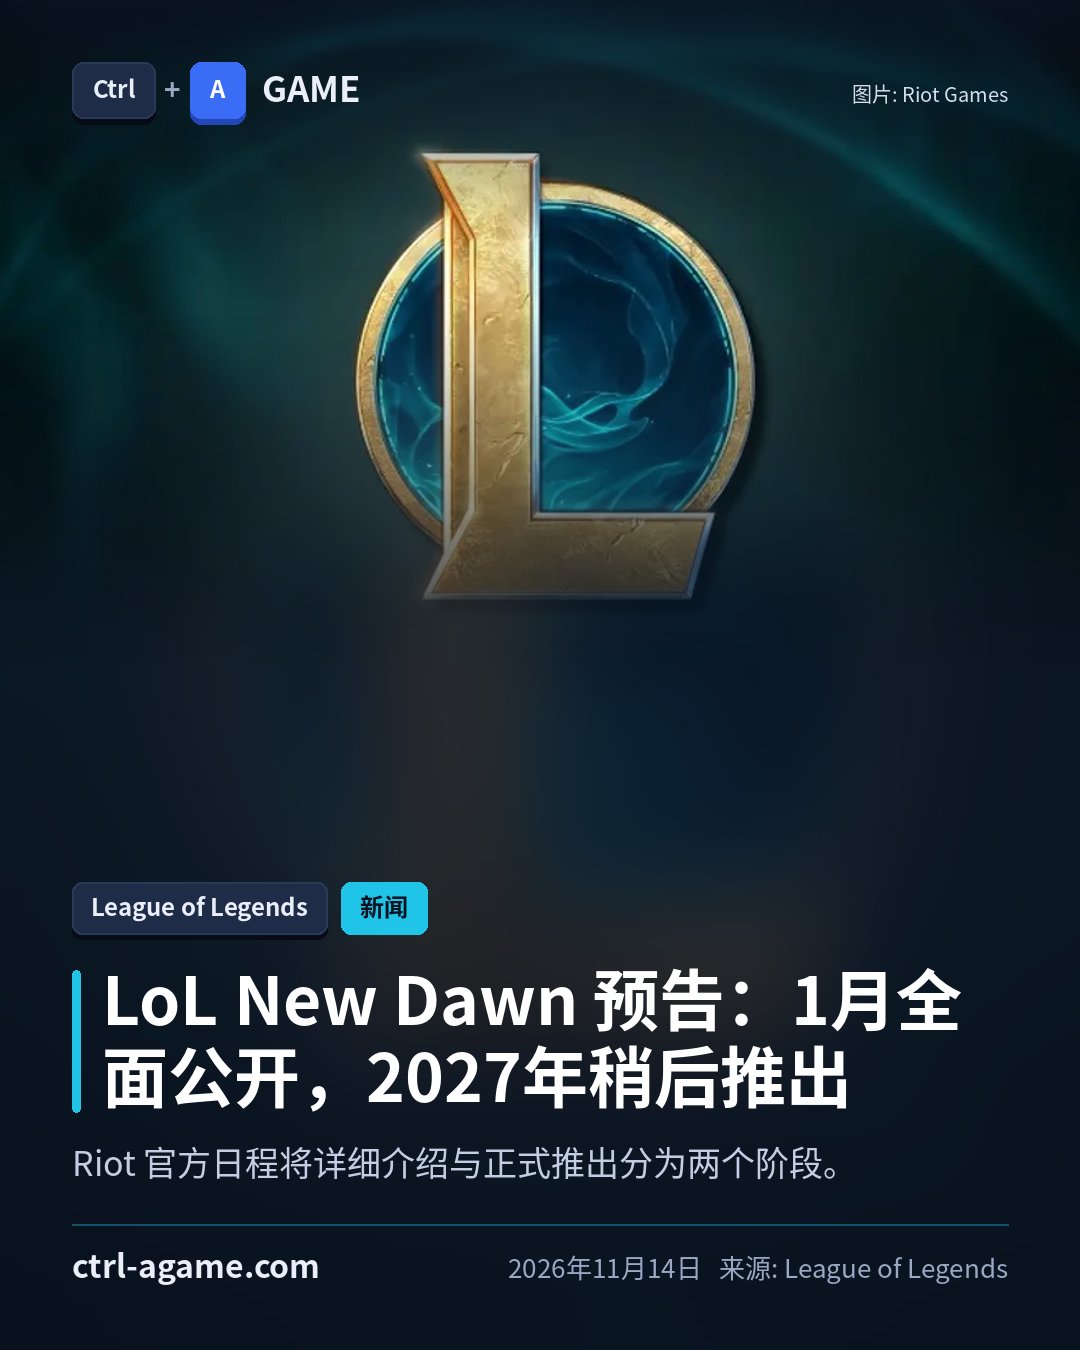 Ctrl + A GAME
图片: Riot Games
League of Legends 新闻
LoL New Dawn 预告：1月全
面公开，2027年稍后推出
Riot 官方日程将详细介绍与正式推出分为两个阶段。
ctrl-agame.com
2026年11月14日 来源: League of Legends